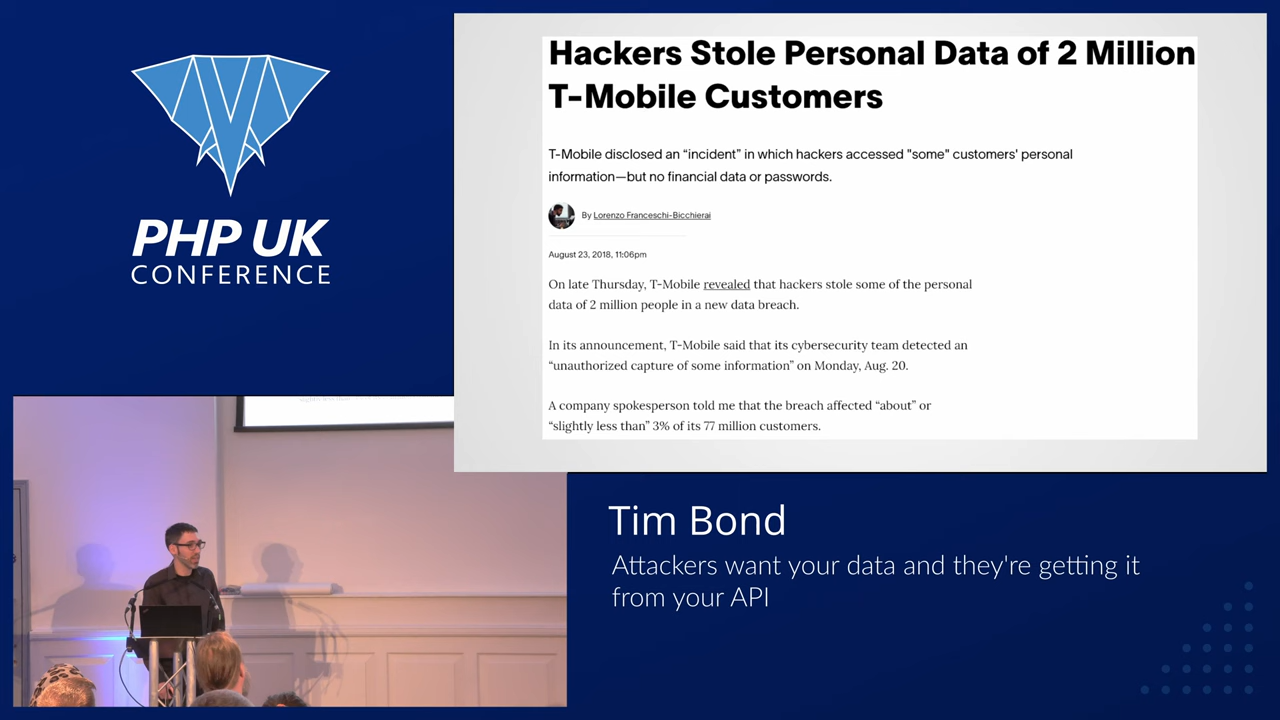 PHP UK
CONFERENCE
Hackers Stole Personal Data of 2 Million
T-Mobile Customers
T-Mobile disclosed an “incident” in which hackers accessed "some" customers' personal
information—but no financial data or passwords.
By Lorenzo Franceschi-Bicchierai
August 23, 2018, 11:06pm
On late Thursday, T-Mobile revealed that hackers stole some of the personal
data of 2 million people in a new data breach.
In its announcement, T-Mobile said that its cybersecurity team detected an
“unauthorized capture of some information” on Monday, Aug. 20.
A company spokesperson told me that the breach affected “about” or
“slightly less than” 3% of its 77 million customers.
Tim Bond
Attackers want your data and they're getting it
from your API